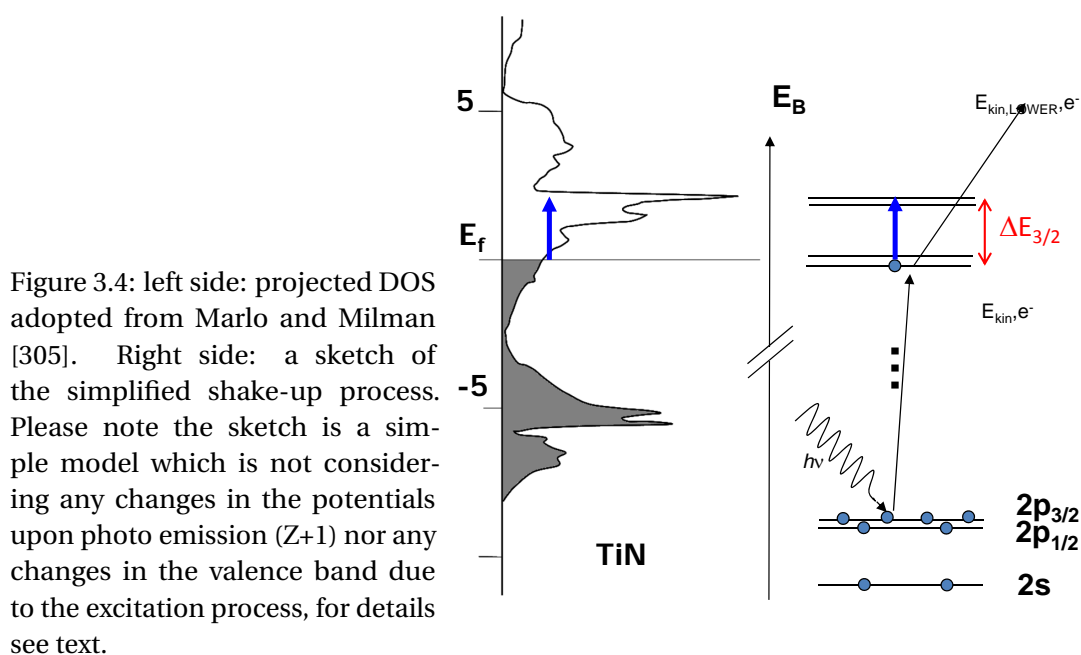 Figure 3.4: left side: projected DOS
adopted from Marlo and Milman
[305]. Right side: a sketch of
the simplified shake-up process.
Please note the sketch is a sim-
ple model which is not consider-
ing any changes in the potentials
upon photo emission (Z+1) nor any
changes in the valence band due
to the excitation process, for details
see text.
5
E_f
-5
TiN
E_B
E_kin,LOWER,e⁻
ΔE_3/2
E_kin,e⁻
hν
2p_3/2
2p_1/2
2s